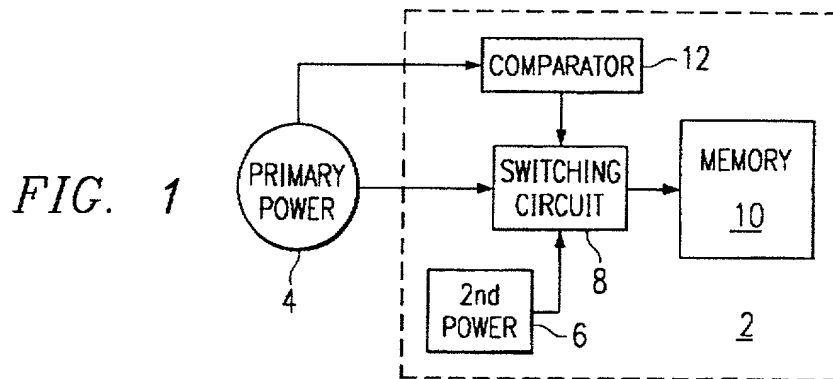 COMPARATOR
12
PRIMARY
POWER
4
SWITCHING
CIRCUIT
8
MEMORY
10
2nd
POWER
6
2
FIG. 1